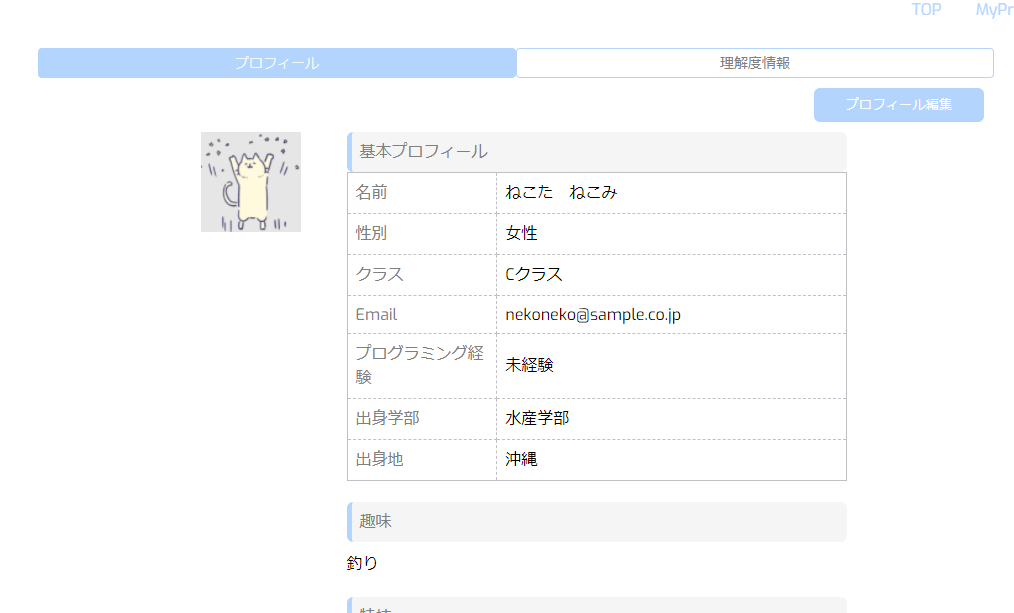 TOP MyPr
プロフィール 理解度情報
プロフィール編集
基本プロフィール
名前 ねこた　ねこみ
性別 女性
クラス Cクラス
Email nekoneko@sample.co.jp
プログラミング経
験 未経験
出身学部 水産学部
出身地 沖縄
趣味
釣り